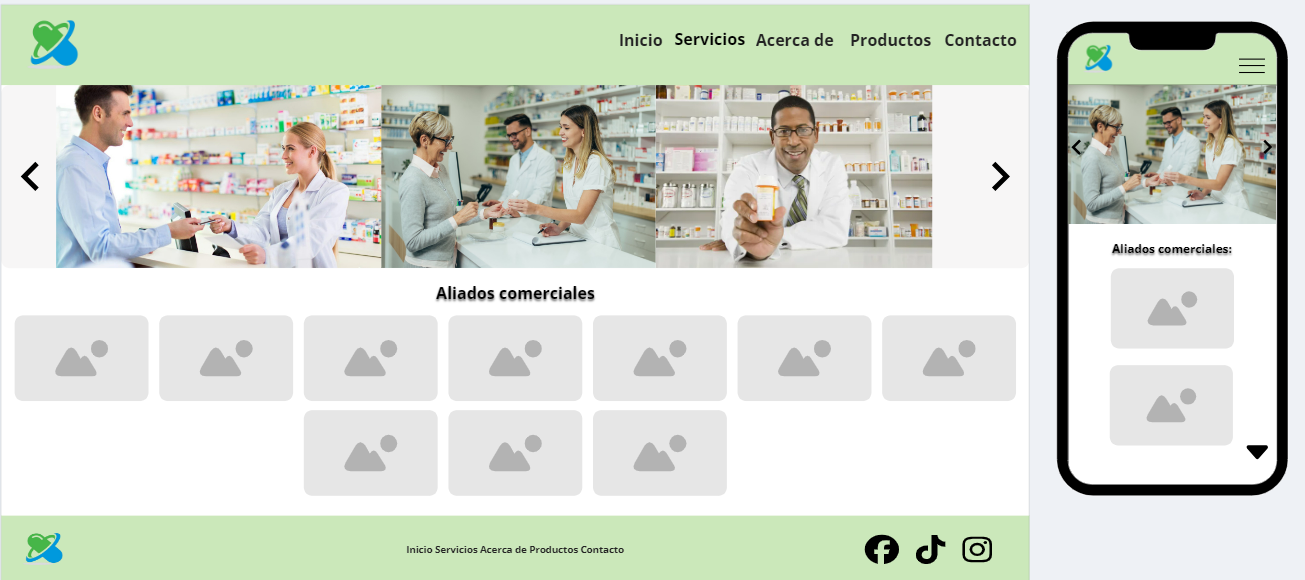 Inicio Servicios Acerca de Productos Contacto
Aliados comerciales
Aliados comerciales:
Inicio Servicios Acerca de Productos Contacto